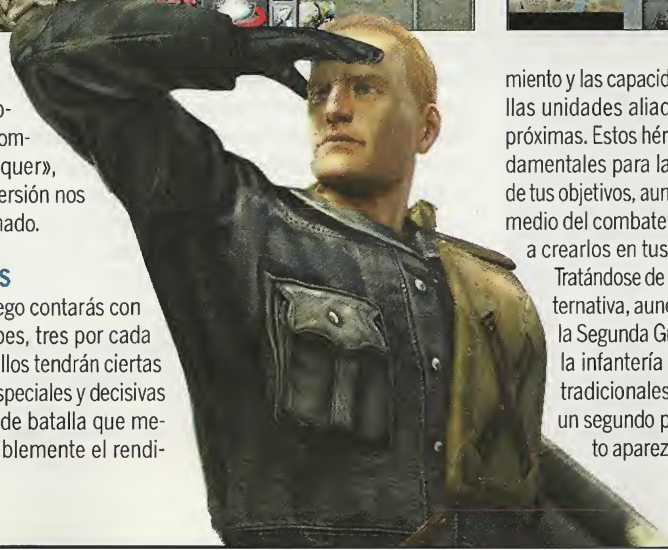 o-
om-
quer»,
ersión nos
nado.
S
ego contarás con
oes, tres por cada
llos tendrán ciertas
speciales y decisivas
de batalla que me-
blemente el rendi-
miento y las capacid
llas unidades aliad
próximas. Estos hér
damentales para la
de tus objetivos, aun
medio del combate
a crearlos en tus
Tratándose de
ternativa, aunq
la Segunda G
la infantería
tradicionales
un segundo p
to aparez